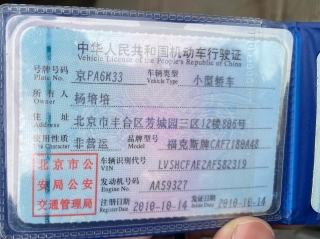 中华人民共和国机动车行驶证
Vehicle License of the People's Republic of China
号牌号码 京PA6M33 车辆类型 小型轿车
Plate No. Vehicle Type
所有人 杨培培
Owner
住址 北京市丰台区芳城园三区12楼806号
Address
使用性质 非营运 品牌型号 福克斯牌CAF7180A48
Use Character Model
北京市公
安局公安
交通管理局
车辆识别代号 LVSHCFAEZAF582319
VIN
发动机号码 AA59327
Engine No.
注册日期 2010-10-14 发证日期 2010-10-14
Register Date Issue Date